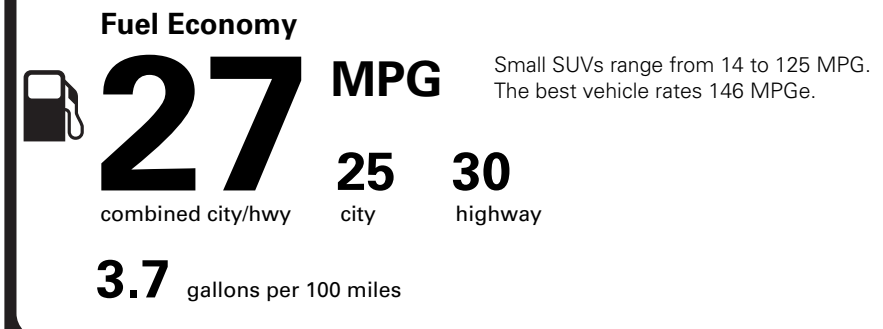 Fuel Economy
27 MPG
Small SUVs range from 14 to 125 MPG.
The best vehicle rates 146 MPGe.
25 30
combined city/hwy city highway
3.7 gallons per 100 miles